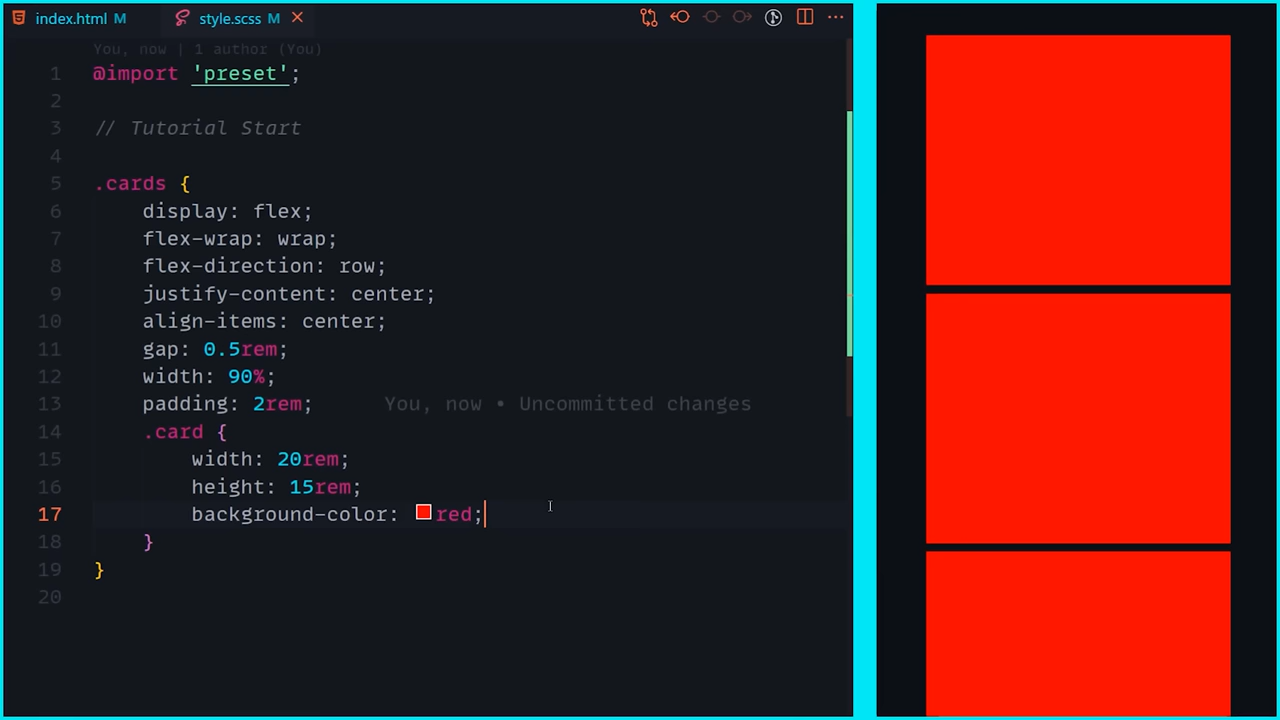 index.html M
style.scss M
You, now | 1 author (You)
1 @import 'preset';
2
3 // Tutorial Start
4
5 .cards {
6 display: flex;
7 flex-wrap: wrap;
8 flex-direction: row;
9 justify-content: center;
10 align-items: center;
11 gap: 0.5rem;
12 width: 90%;
13 padding: 2rem; You, now • Uncommitted changes
14 .card {
15 width: 20rem;
16 height: 15rem;
17 background-color: red;
18 }
19 }
20